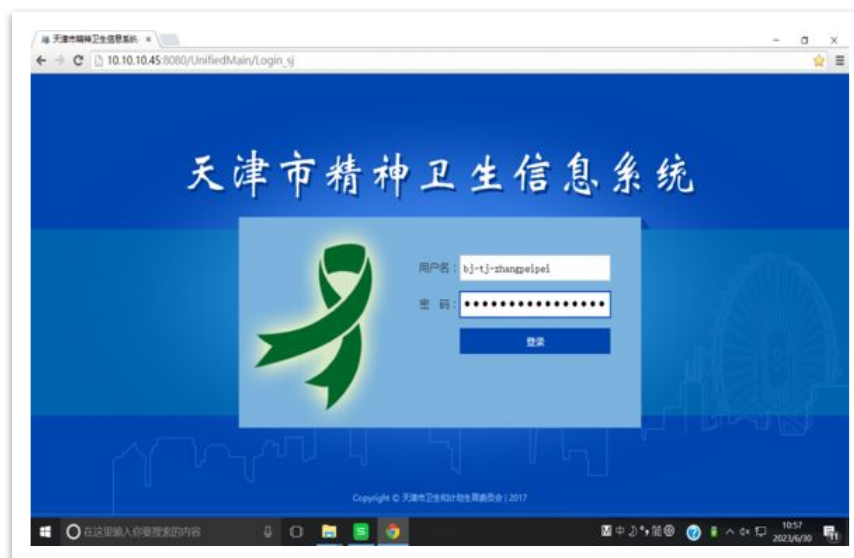 天津市精神卫生信息系统 ×
10.10.10.45:8080/UnifiedMain/Login_sj
天津市精神卫生信息系统
用户名： bj-tj-zhangpeipei
密 码： ••••••••••••••••
登录
Copyright © 天津市卫生和计划生育委员会 | 2017
在这里输入你要搜索的内容
中
简
10:57
2023/6/30